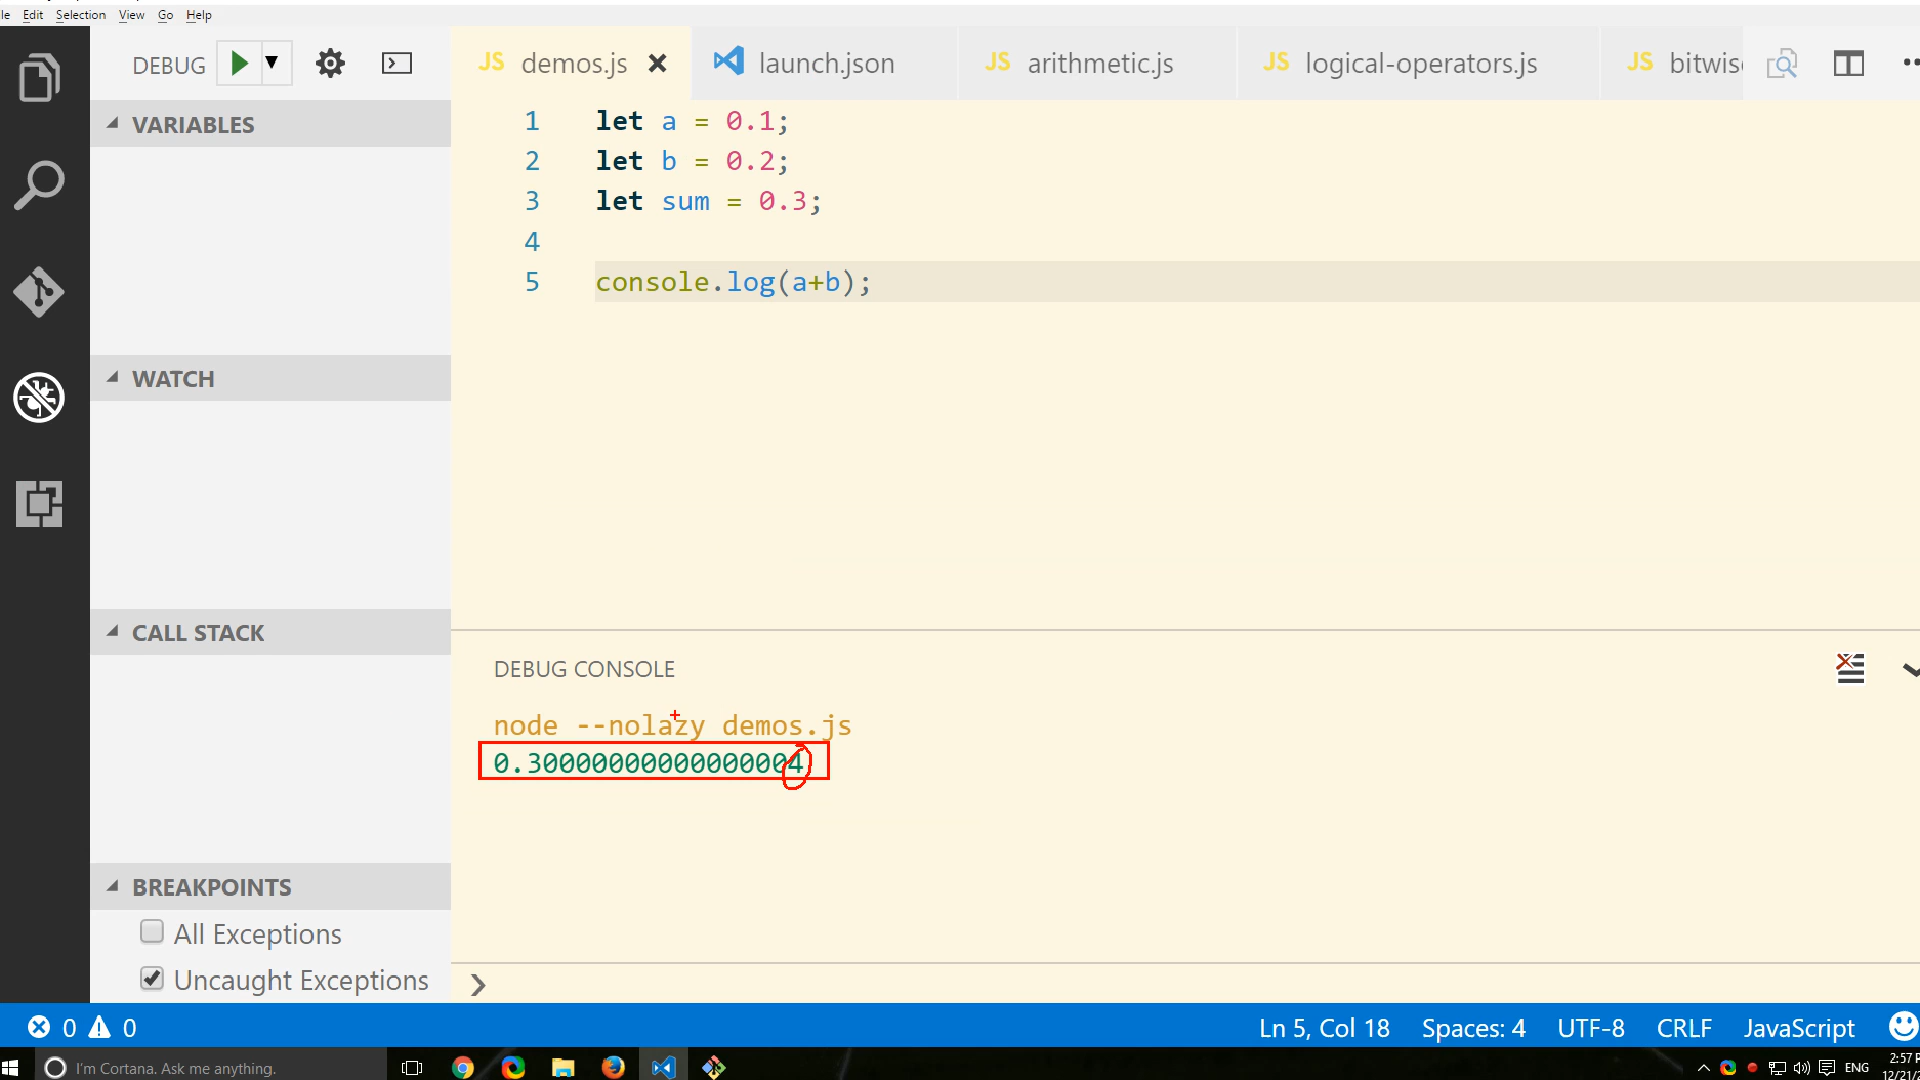 Edit Selection View Go Help
DEBUG
JS demos.js
launch.json
JS arithmetic.js
JS logical-operators.js
JS
VARIABLES
WATCH
CALL STACK
BREAKPOINTS
All Exceptions
Uncaught Exceptions
1 let a = 0.1;
2 let b = 0.2;
3 let sum = 0.3;
4
5 console.log(a+b);
DEBUG CONSOLE
node --nolazy demos.js
0.30000000000000004
0 0
Ln 5, Col 18 Spaces: 4 UTF-8 CRLF JavaScript
I'm Cortana. Ask me anything.
ENG
2:57